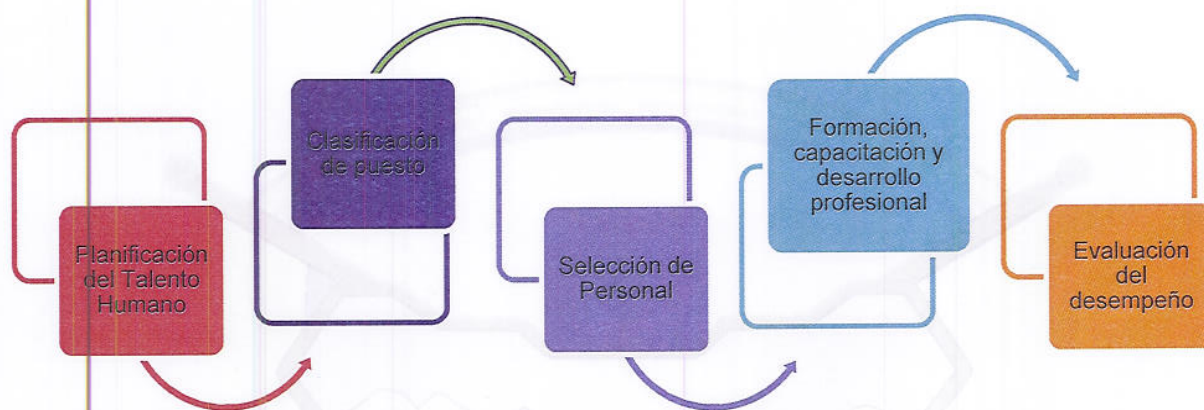 Planificación
del Talento
Humano
Clasificación
de puesto
Selección de
Personal
Formación,
capacitación y
desarrollo
profesional
Evaluación
del
desempeño